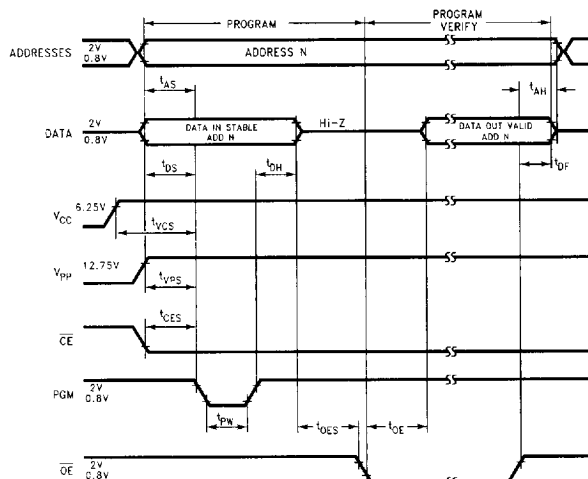 PROGRAM
PROGRAM
VERIFY
ADDRESSES
2V
0.8V
ADDRESS N
tAS
tAH
DATA
2V
0.8V
DATA IN STABLE
ADD N
Hi-Z
DATA OUT VALID
ADD N
tDS
tDH
tDF
VCC
6.25V
tVCS
VPP
12.75V
tVPS
CE
tCES
PGM
2V
0.8V
tPW
tOES
tOE
OE
2V
0.8V